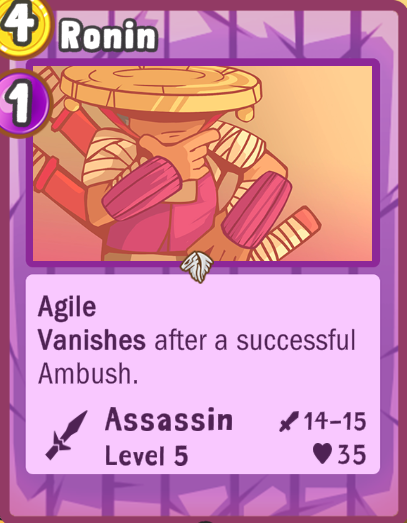 4
Ronin
1
Agile
Vanishes after a successful
Ambush.
Assassin 14–15
Level 5 35